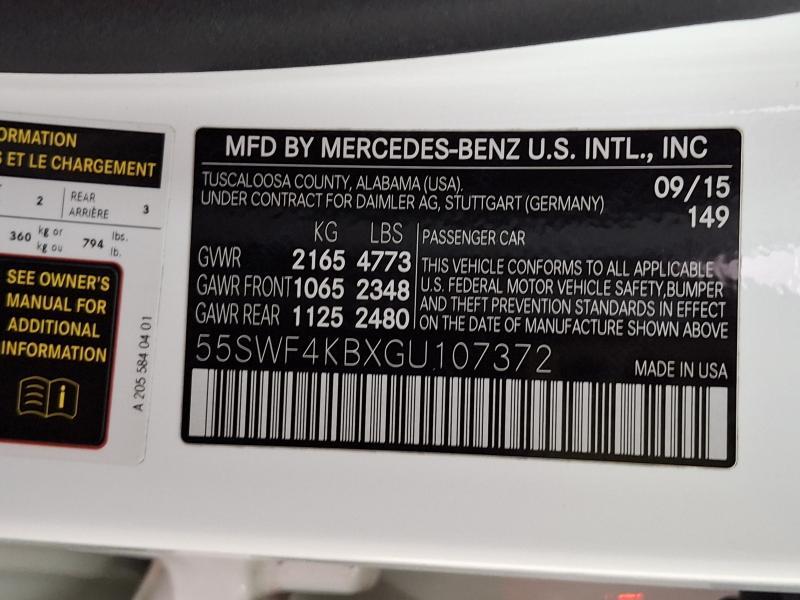 ORMATION
S ET LE CHARGEMENT
2 REAR ARRIÈRE 3
360 kg or kg ou 794 lbs. lb.
SEE OWNER'S
MANUAL FOR
ADDITIONAL
INFORMATION
A 205 584 04 01
MFD BY MERCEDES-BENZ U.S. INTL., INC
TUSCALOOSA COUNTY, ALABAMA (USA). 09/15
UNDER CONTRACT FOR DAIMLER AG, STUTTGART (GERMANY) 149
KG LBS
GVWR 2165 4773
GAWR FRONT 1065 2348
GAWR REAR 1125 2480
PASSENGER CAR
THIS VEHICLE CONFORMS TO ALL APPLICABLE
U.S. FEDERAL MOTOR VEHICLE SAFETY,BUMPER
AND THEFT PREVENTION STANDARDS IN EFFECT
ON THE DATE OF MANUFACTURE SHOWN ABOVE
55SWF4KBXGU107372
MADE IN USA